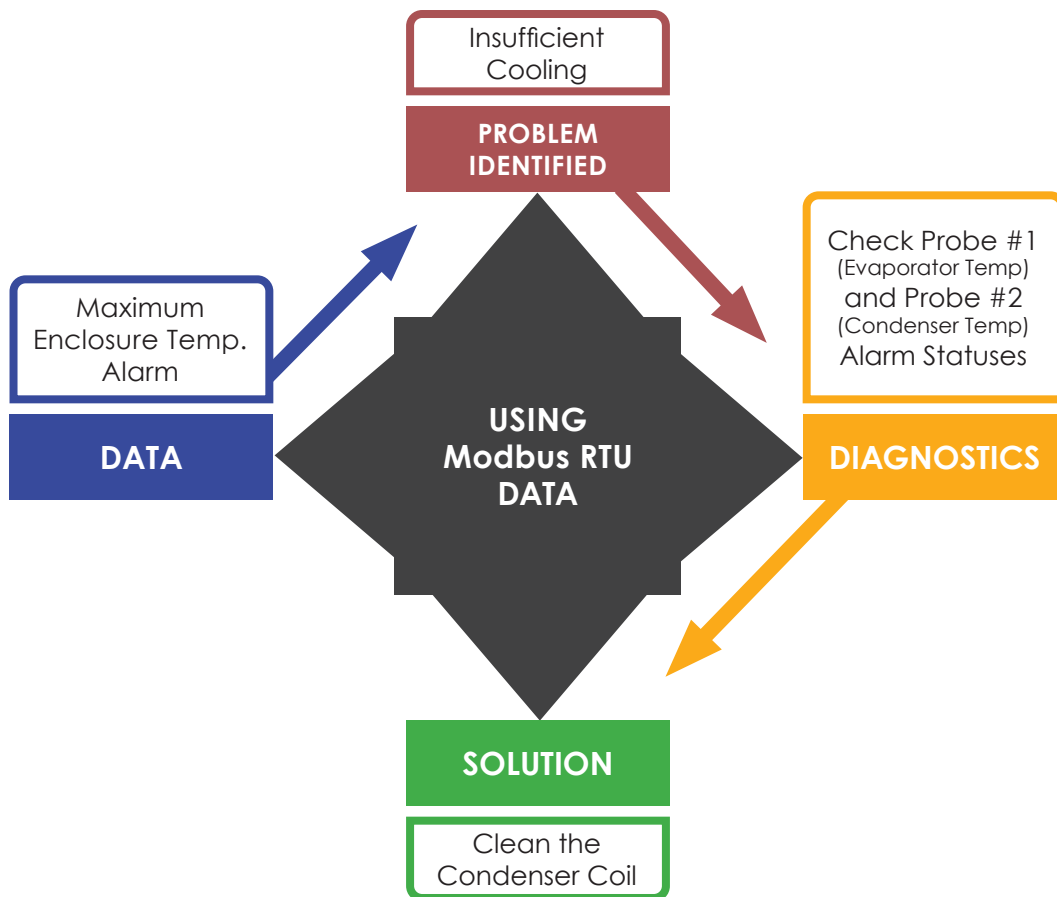 Insufficient
Cooling
PROBLEM
IDENTIFIED
Maximum
Enclosure Temp.
Alarm
DATA
USING
Modbus RTU
DATA
Check Probe #1
(Evaporator Temp)
and Probe #2
(Condenser Temp)
Alarm Statuses
DIAGNOSTICS
SOLUTION
Clean the
Condenser Coil